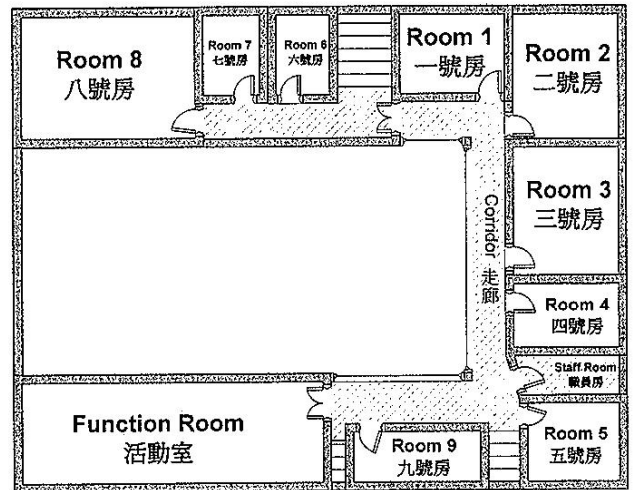 Room 8
八號房
Room 7
七號房
Room 6
六號房
Room 1
一號房
Room 2
二號房
Room 3
三號房
Corridor 走廊
Room 4
四號房
Staff Room
職員房
Function Room
活動室
Room 9
九號房
Room 5
五號房